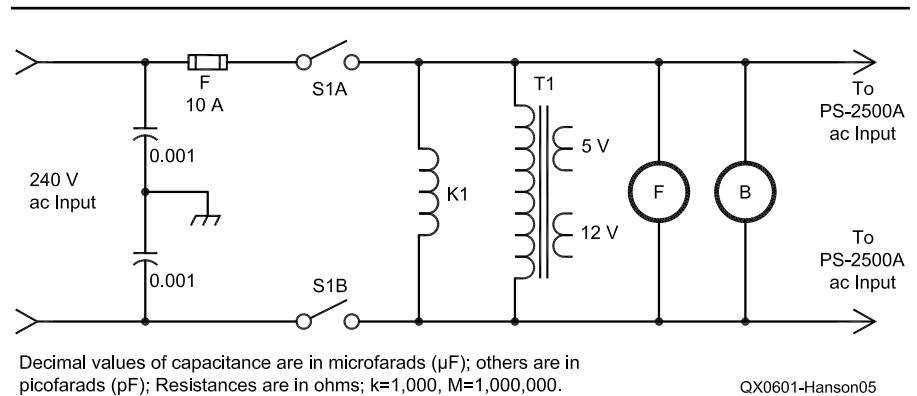 F
10 A
S1A
T1
To
PS-2500A
ac Input
0.001
5 V
240 V
ac Input
K1
F
B
12 V
0.001
To
PS-2500A
ac Input
S1B
Decimal values of capacitance are in microfarads (µF); others are in
picofarads (pF); Resistances are in ohms; k=1,000, M=1,000,000.
QX0601-Hanson05